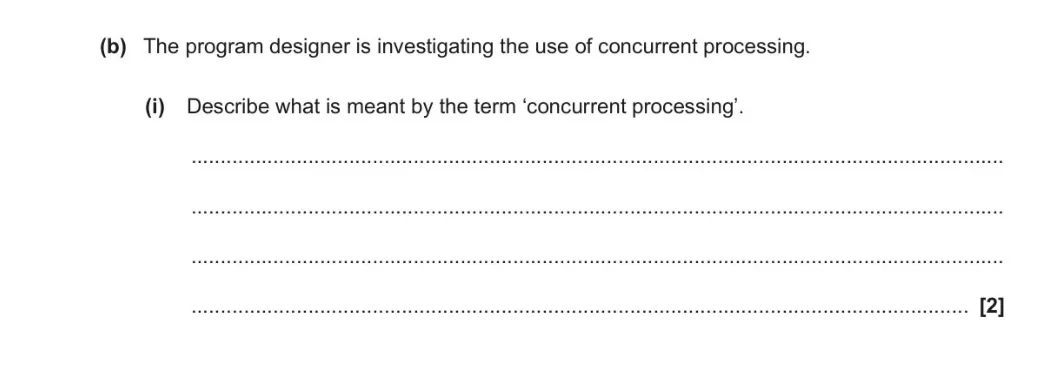 (b) The program designer is investigating the use of concurrent processing.
(i) Describe what is meant by the term ‘concurrent processing’.
...........................................................................................................................................
...........................................................................................................................................
...........................................................................................................................................
..................................................................................................................................... [2]